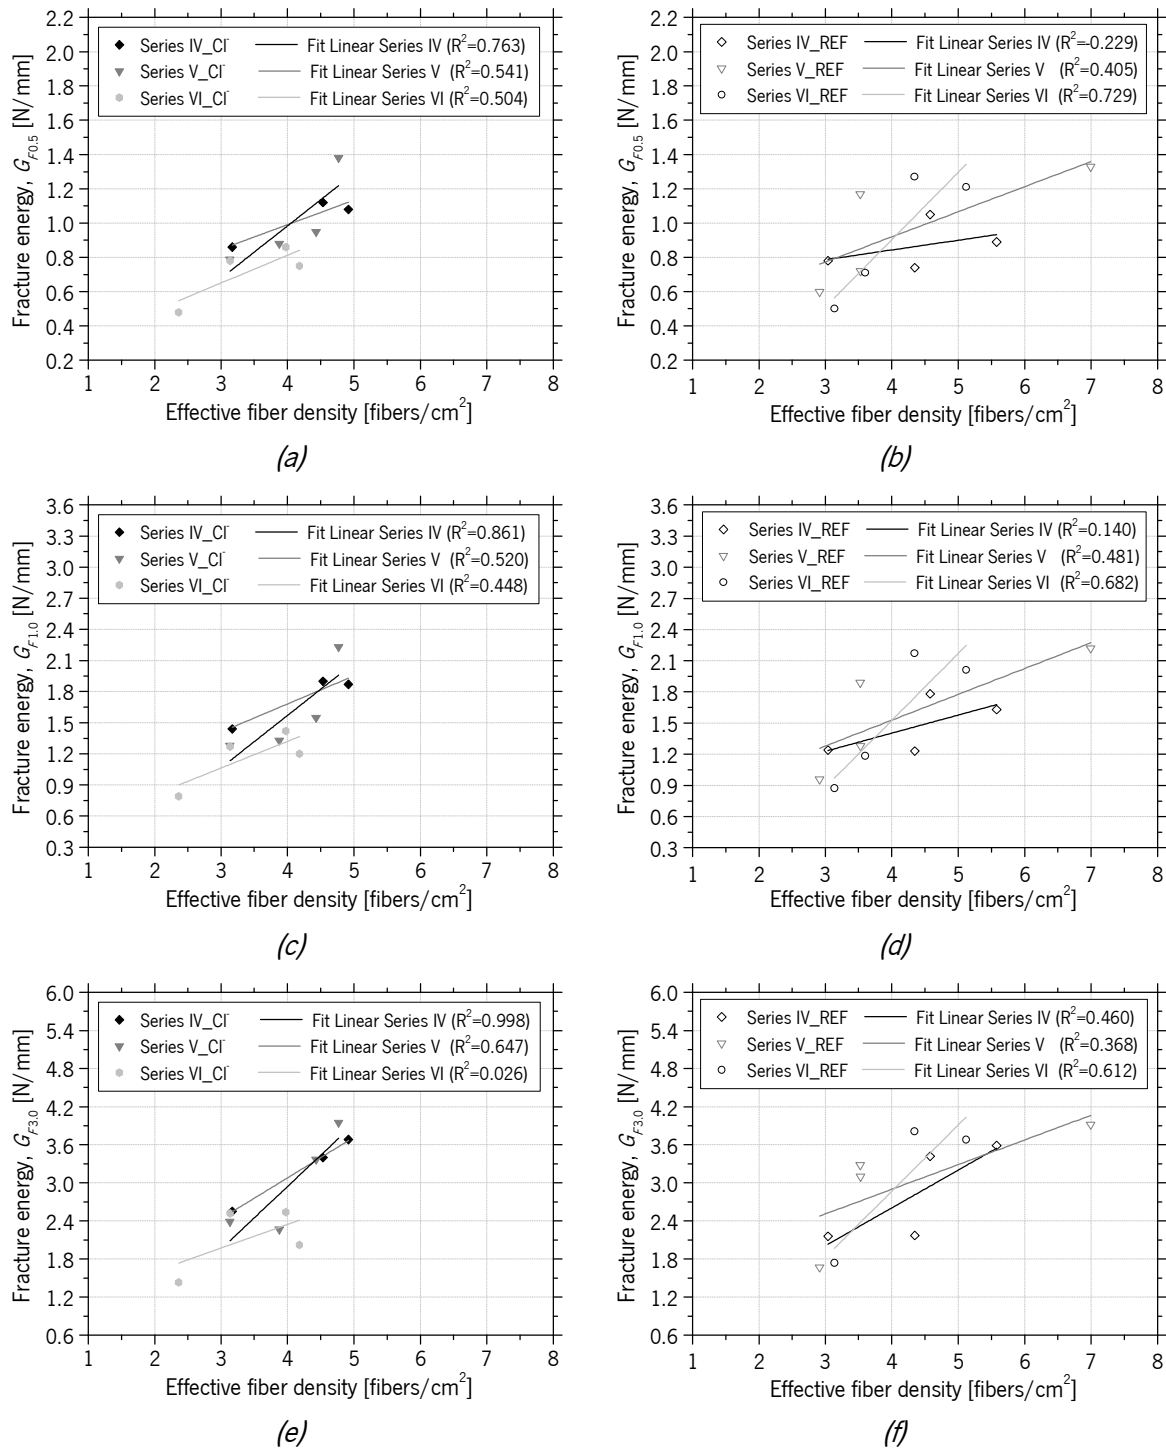 2.2
2.0
1.8
1.6
1.4
1.2
1.0
0.8
0.6
0.4
0.2
Fracture energy, G_F0.5 [N/mm]
Series IV_Cl⁻ Fit Linear Series IV (R²=0.763)
Series V_Cl⁻ Fit Linear Series V (R²=0.541)
Series VI_Cl⁻ Fit Linear Series VI (R²=0.504)
1 2 3 4 5 6 7 8
Effective fiber density [fibers/cm²]
(a)
2.2
2.0
1.8
1.6
1.4
1.2
1.0
0.8
0.6
0.4
0.2
Fracture energy, G_F0.5 [N/mm]
Series IV_REF Fit Linear Series IV (R²=-0.229)
Series V_REF Fit Linear Series V (R²=0.405)
Series VI_REF Fit Linear Series VI (R²=0.729)
1 2 3 4 5 6 7 8
Effective fiber density [fibers/cm²]
(b)
3.6
3.3
3.0
2.7
2.4
2.1
1.8
1.5
1.2
0.9
0.6
0.3
Fracture energy, G_F1.0 [N/mm]
Series IV_Cl⁻ Fit Linear Series IV (R²=0.861)
Series V_Cl⁻ Fit Linear Series V (R²=0.520)
Series VI_Cl⁻ Fit Linear Series VI (R²=0.448)
1 2 3 4 5 6 7 8
Effective fiber density [fibers/cm²]
(c)
3.6
3.3
3.0
2.7
2.4
2.1
1.8
1.5
1.2
0.9
0.6
0.3
Fracture energy, G_F1.0 [N/mm]
Series IV_REF Fit Linear Series IV (R²=0.140)
Series V_REF Fit Linear Series V (R²=0.481)
Series VI_REF Fit Linear Series VI (R²=0.682)
1 2 3 4 5 6 7 8
Effective fiber density [fibers/cm²]
(d)
6.0
5.4
4.8
4.2
3.6
3.0
2.4
1.8
1.2
0.6
Fracture energy, G_F3.0 [N/mm]
Series IV_Cl⁻ Fit Linear Series IV (R²=0.998)
Series V_Cl⁻ Fit Linear Series V (R²=0.647)
Series VI_Cl⁻ Fit Linear Series VI (R²=0.026)
1 2 3 4 5 6 7 8
Effective fiber density [fibers/cm²]
(e)
6.0
5.4
4.8
4.2
3.6
3.0
2.4
1.8
1.2
0.6
Fracture energy, G_F3.0 [N/mm]
Series IV_REF Fit Linear Series IV (R²=0.460)
Series V_REF Fit Linear Series V (R²=0.368)
Series VI_REF Fit Linear Series VI (R²=0.612)
1 2 3 4 5 6 7 8
Effective fiber density [fibers/cm²]
(f)